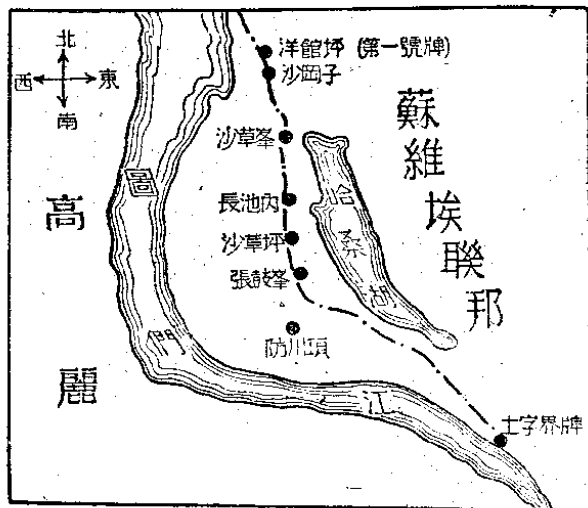 北
西 東
南
洋館坪 (第一號牌)
沙岡子
沙草峯
長池內
沙草坪
張鼓峯
防川項
土字界牌
蘇維埃聯邦
哈桑湖
高麗
圖門江